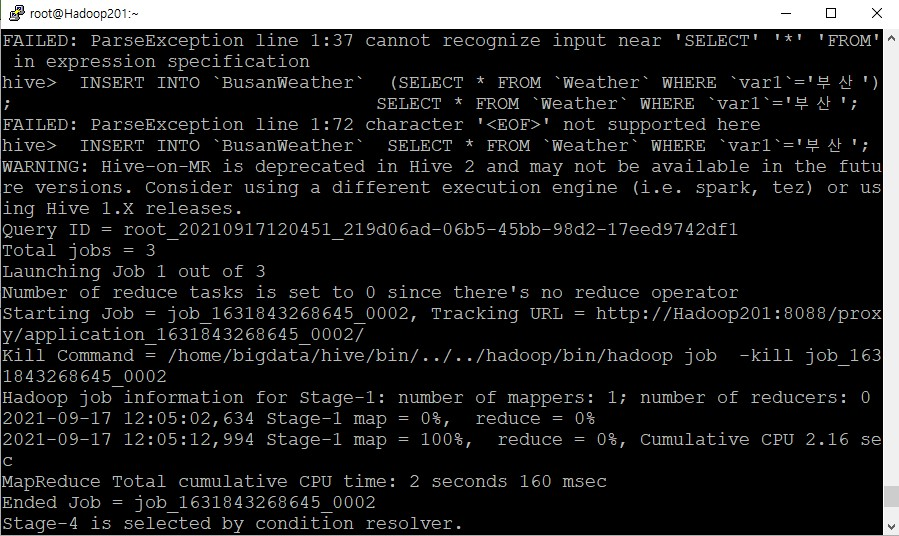 root@Hadoop201:~
FAILED: ParseException line 1:37 cannot recognize input near 'SELECT' '*' 'FROM'
 in expression specification
hive>  INSERT INTO `BusanWeather`  (SELECT * FROM `Weather` WHERE `var1`='부 산 ')
;                                  SELECT * FROM `Weather` WHERE `var1`='부 산 ';
FAILED: ParseException line 1:72 character '<EOF>' not supported here
hive>  INSERT INTO `BusanWeather`  SELECT * FROM `Weather` WHERE `var1`='부 산 ';
WARNING: Hive-on-MR is deprecated in Hive 2 and may not be available in the futu
re versions. Consider using a different execution engine (i.e. spark, tez) or us
ing Hive 1.X releases.
Query ID = root_20210917120451_219d06ad-06b5-45bb-98d2-17eed9742df1
Total jobs = 3
Launching Job 1 out of 3
Number of reduce tasks is set to 0 since there's no reduce operator
Starting Job = job_1631843268645_0002, Tracking URL = http://Hadoop201:8088/prox
y/application_1631843268645_0002/
Kill Command = /home/bigdata/hive/bin/../../hadoop/bin/hadoop job  -kill job_163
1843268645_0002
Hadoop job information for Stage-1: number of mappers: 1; number of reducers: 0
2021-09-17 12:05:02,634 Stage-1 map = 0%,  reduce = 0%
2021-09-17 12:05:12,994 Stage-1 map = 100%,  reduce = 0%, Cumulative CPU 2.16 se
c
MapReduce Total cumulative CPU time: 2 seconds 160 msec
Ended Job = job_1631843268645_0002
Stage-4 is selected by condition resolver.